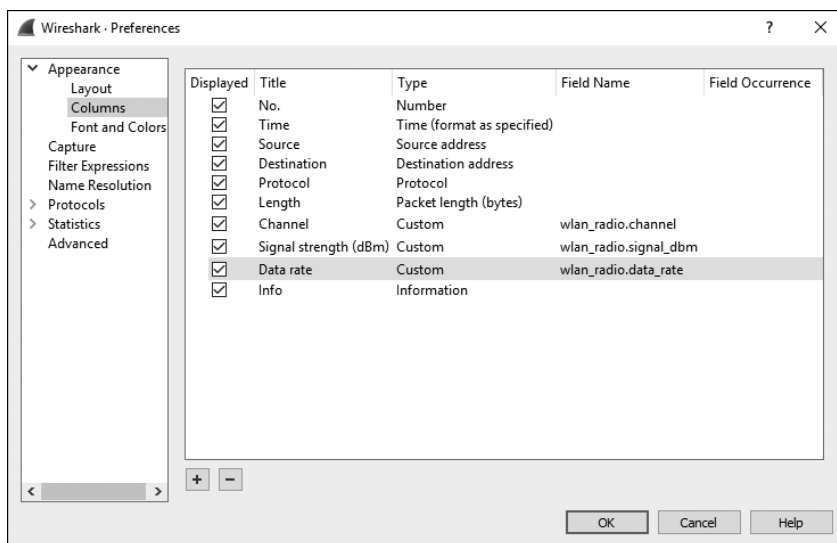 Wireshark · Preferences ? ×
Appearance
Layout
Columns
Font and Colors
Capture
Filter Expressions
Name Resolution
Protocols
Statistics
Advanced
Displayed Title Type Field Name Field Occurrence
No. Number
Time Time (format as specified)
Source Source address
Destination Destination address
Protocol Protocol
Length Packet length (bytes)
Channel Custom wlan_radio.channel
Signal strength (dBm) Custom wlan_radio.signal_dbm
Data rate Custom wlan_radio.data_rate
Info Information
+ −
OK Cancel Help